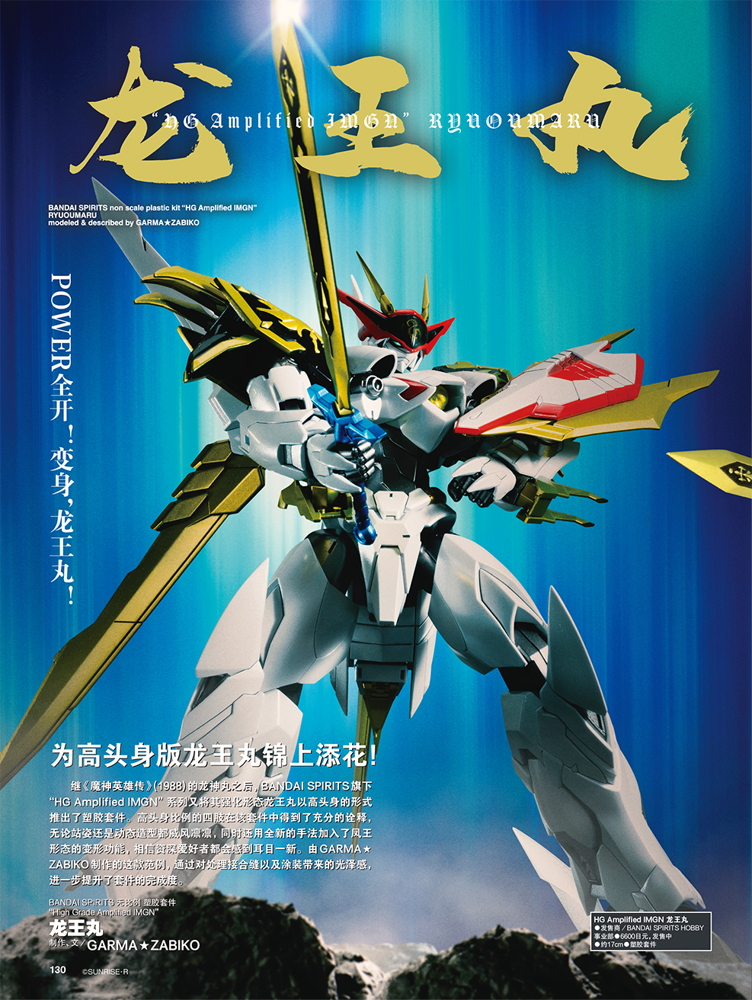 龙王丸
“HG Amplified IMGN” RYUOUMARU
BANDAI SPIRITS non scale plastic kit “HG Amplified IMGN”
RYUOUMARU
modeled & described by GARMA★ZABIKO
POWER全开！变身，龙王丸！
为高头身版龙王丸锦上添花！
继《魔神英雄传》（1988）的龙神丸之后，BANDAI SPIRITS旗下
“HG Amplified IMGN” 系列又将其强化形态龙王丸以高头身的形式
推出了塑胶套件。高头身比例的四肢在该套件中得到了充分的诠释，
无论站姿还是动态造型都威风凛凛，同时还用全新的手法加入了凤王
形态的变形功能，相信资深爱好者都会感到耳目一新。由GARMA★
ZABIKO制作的这款范例，通过对处理接合缝以及涂装带来的光泽感，
进一步提升了套件的完成度。
BANDAI SPIRITS 无比例 塑胶套件
“High Grade Amplified IMGN”
龙王丸
制作、文／GARMA★ZABIKO
HG Amplified IMGN 龙王丸
●发售商／BANDAI SPIRITS HOBBY
事业部●6600日元，发售中
●约17cm●塑胶套件
130 ©SUNRISE・R